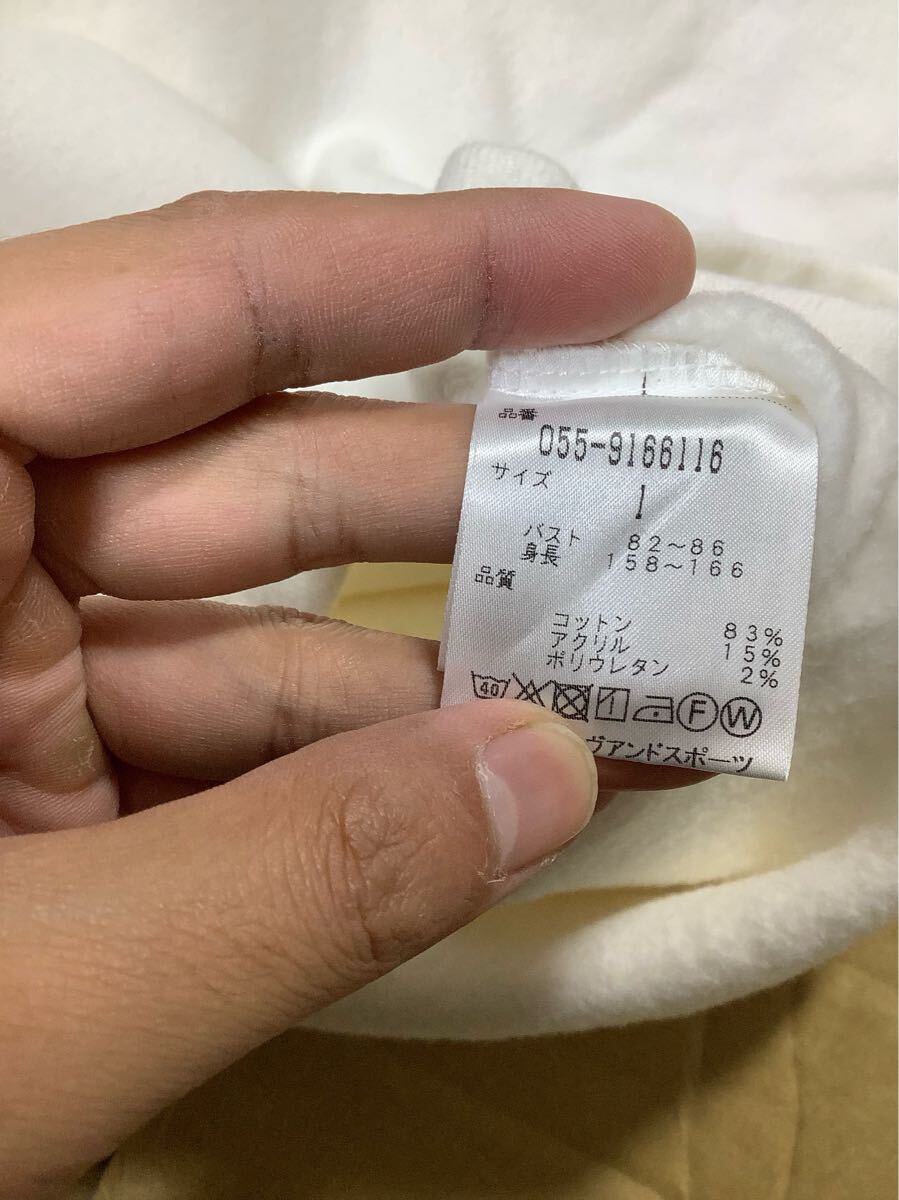 品番
055-9166116
サイズ
1
バスト 82～86
身長 158～166
品質
コットン 83%
アクリル 15%
ポリウレタン 2%
40 F W
ヴアンドスポーツ